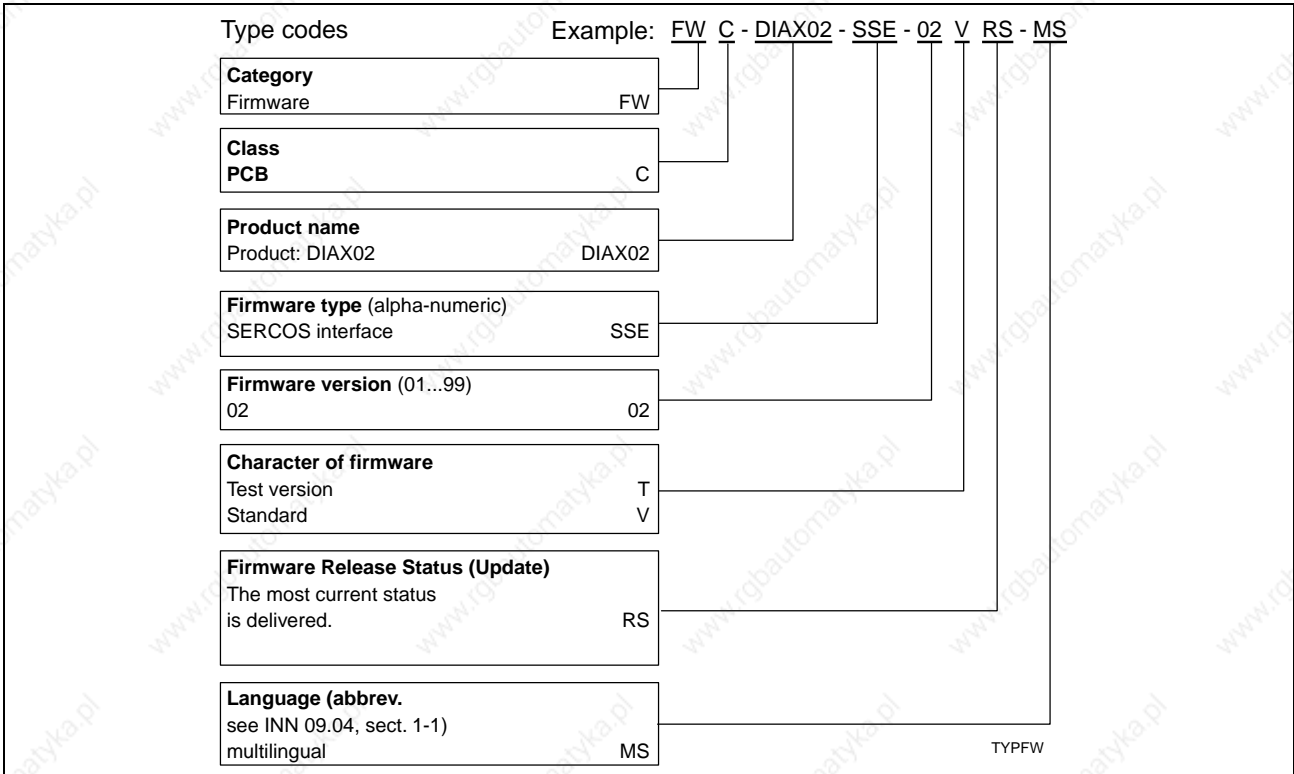 Type codes Example: FW C - DIAX02 - SSE - 02 V RS - MS
Category
Firmware FW
Class
PCB C
Product name
Product: DIAX02 DIAX02
Firmware type (alpha-numeric)
SERCOS interface SSE
Firmware version (01...99)
02 02
Character of firmware
Test version T
Standard V
Firmware Release Status (Update)
The most current status
is delivered. RS
Language (abbrev.
see INN 09.04, sect. 1-1)
multilingual MS
TYPFW
www.rgbautomatyka.pl